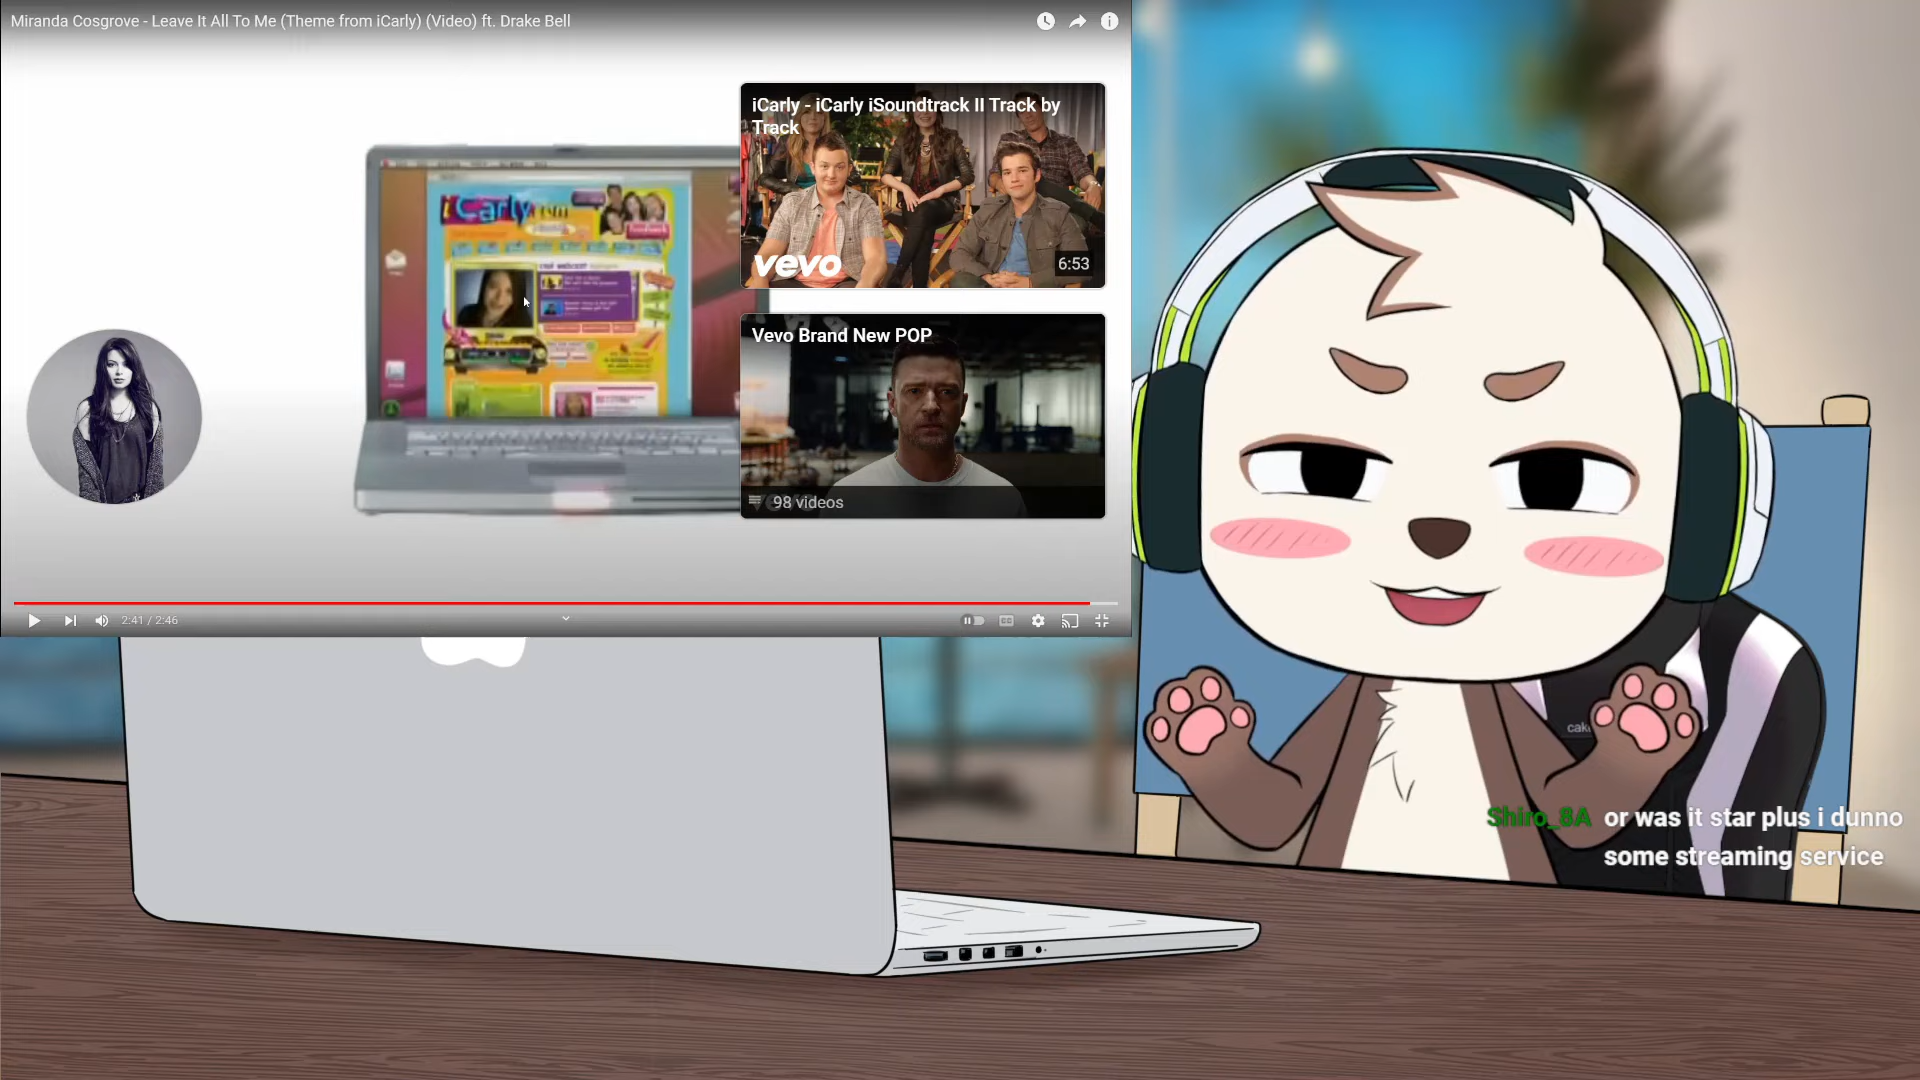 Miranda Cosgrove - Leave It All To Me (Theme from iCarly) (Video) ft. Drake Bell
iCarly - iCarly iSoundtrack II Track by
Track
vevo
6:53
iCarly
Vevo Brand New POP
98 videos
2:41 / 2:46
cake
Shiro_8A or was it star plus i dunno
some streaming service